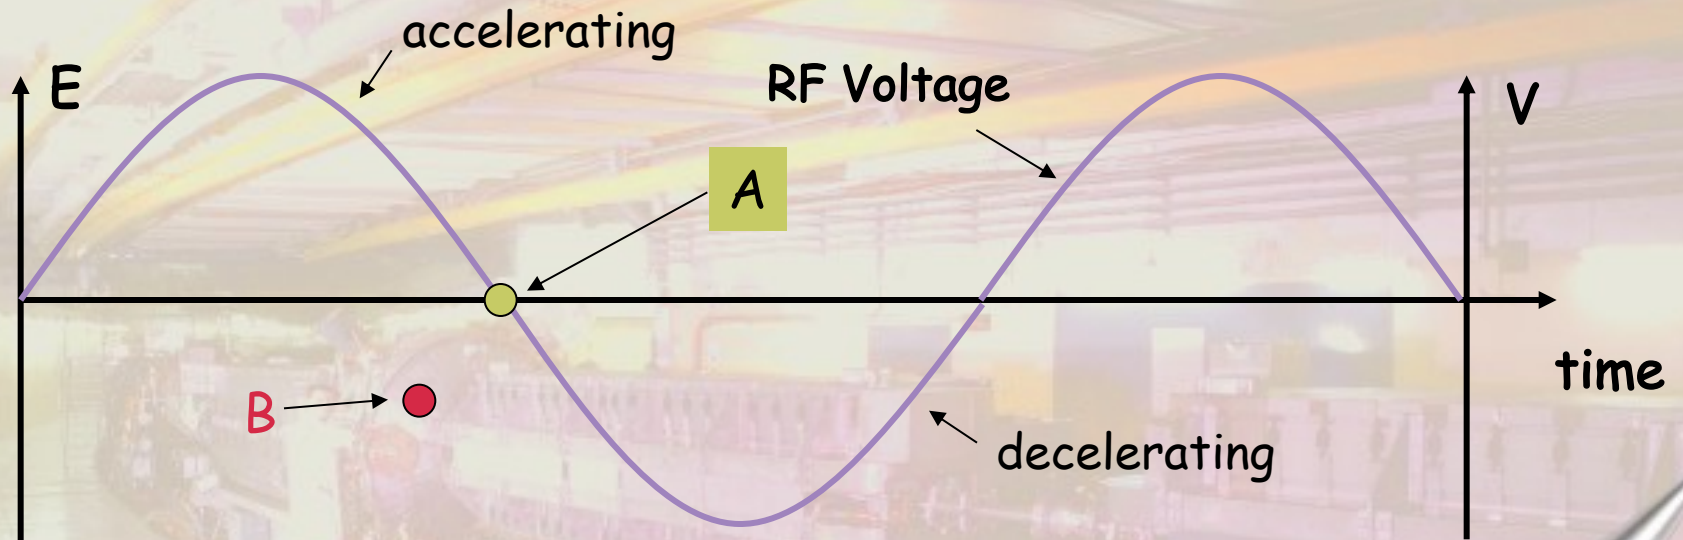 accelerating
E
RF Voltage
V
A
time
B
decelerating